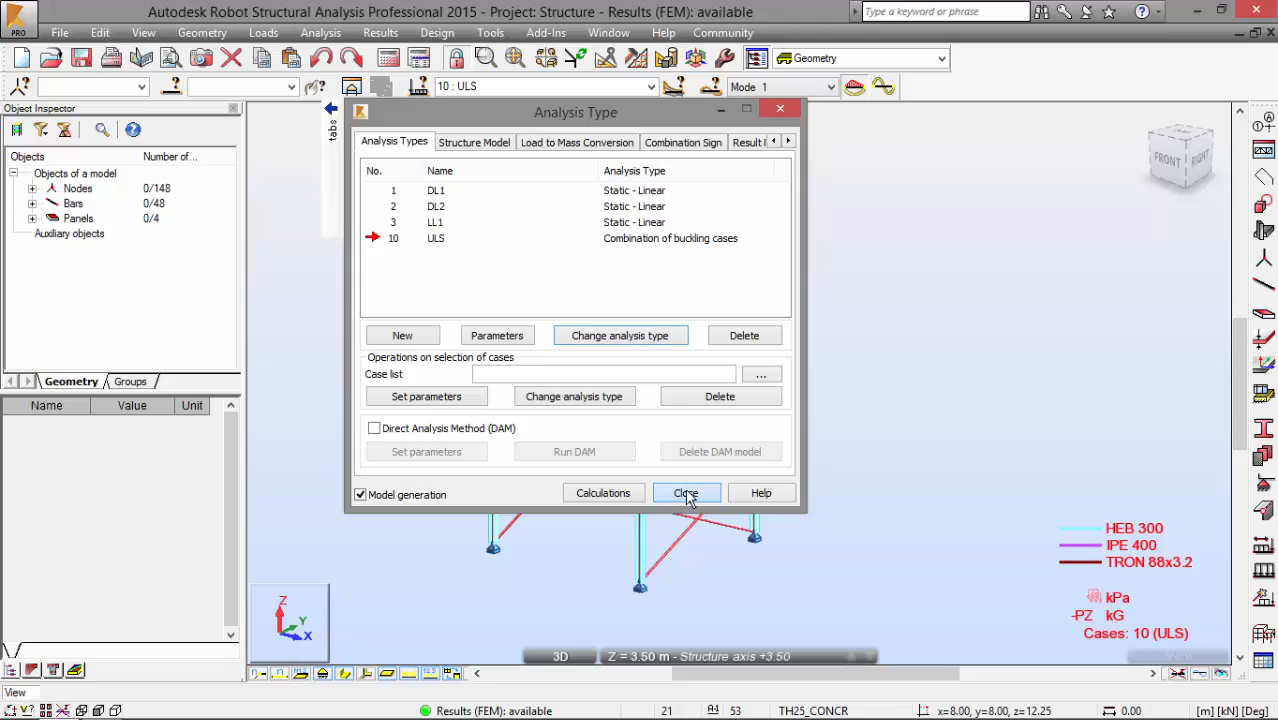 Autodesk Robot Structural Analysis Professional 2015 - Project: Structure - Results (FEM): available
Type a keyword or phrase
PRO
File Edit View Geometry Loads Analysis Results Design Tools Add-Ins Window Help Community
Geometry
10 : ULS
Mode 1
Object Inspector
tabs
Objects Number of...
Objects of a model
Nodes 0/148
Bars 0/48
Panels 0/4
Auxiliary objects
Geometry Groups
Name Value Unit
Analysis Type
Analysis Types Structure Model Load to Mass Conversion Combination Sign
No. Name Analysis Type
1 DL1 Static - Linear
2 DL2 Static - Linear
3 LL1 Static - Linear
10 ULS Combination of buckling cases
New Parameters Change analysis type Delete
Operations on selection of cases
Case list ...
Set parameters Change analysis type Delete
Direct Analysis Method (DAM)
Set parameters Run DAM Delete DAM model
Model generation Calculations Close Help
FRONT RIGHT
HEB 300
IPE 400
TRON 88x3.2
kPa
-PZ kG
Cases: 10 (ULS)
Z
Y
X
3D Z = 3.50 m - Structure axis +3.50
View
View
Results (FEM): available 21 53 TH25_CONCR x=8.00, y=8.00, z=12.25 0.00 [m] [kN] [Deg]